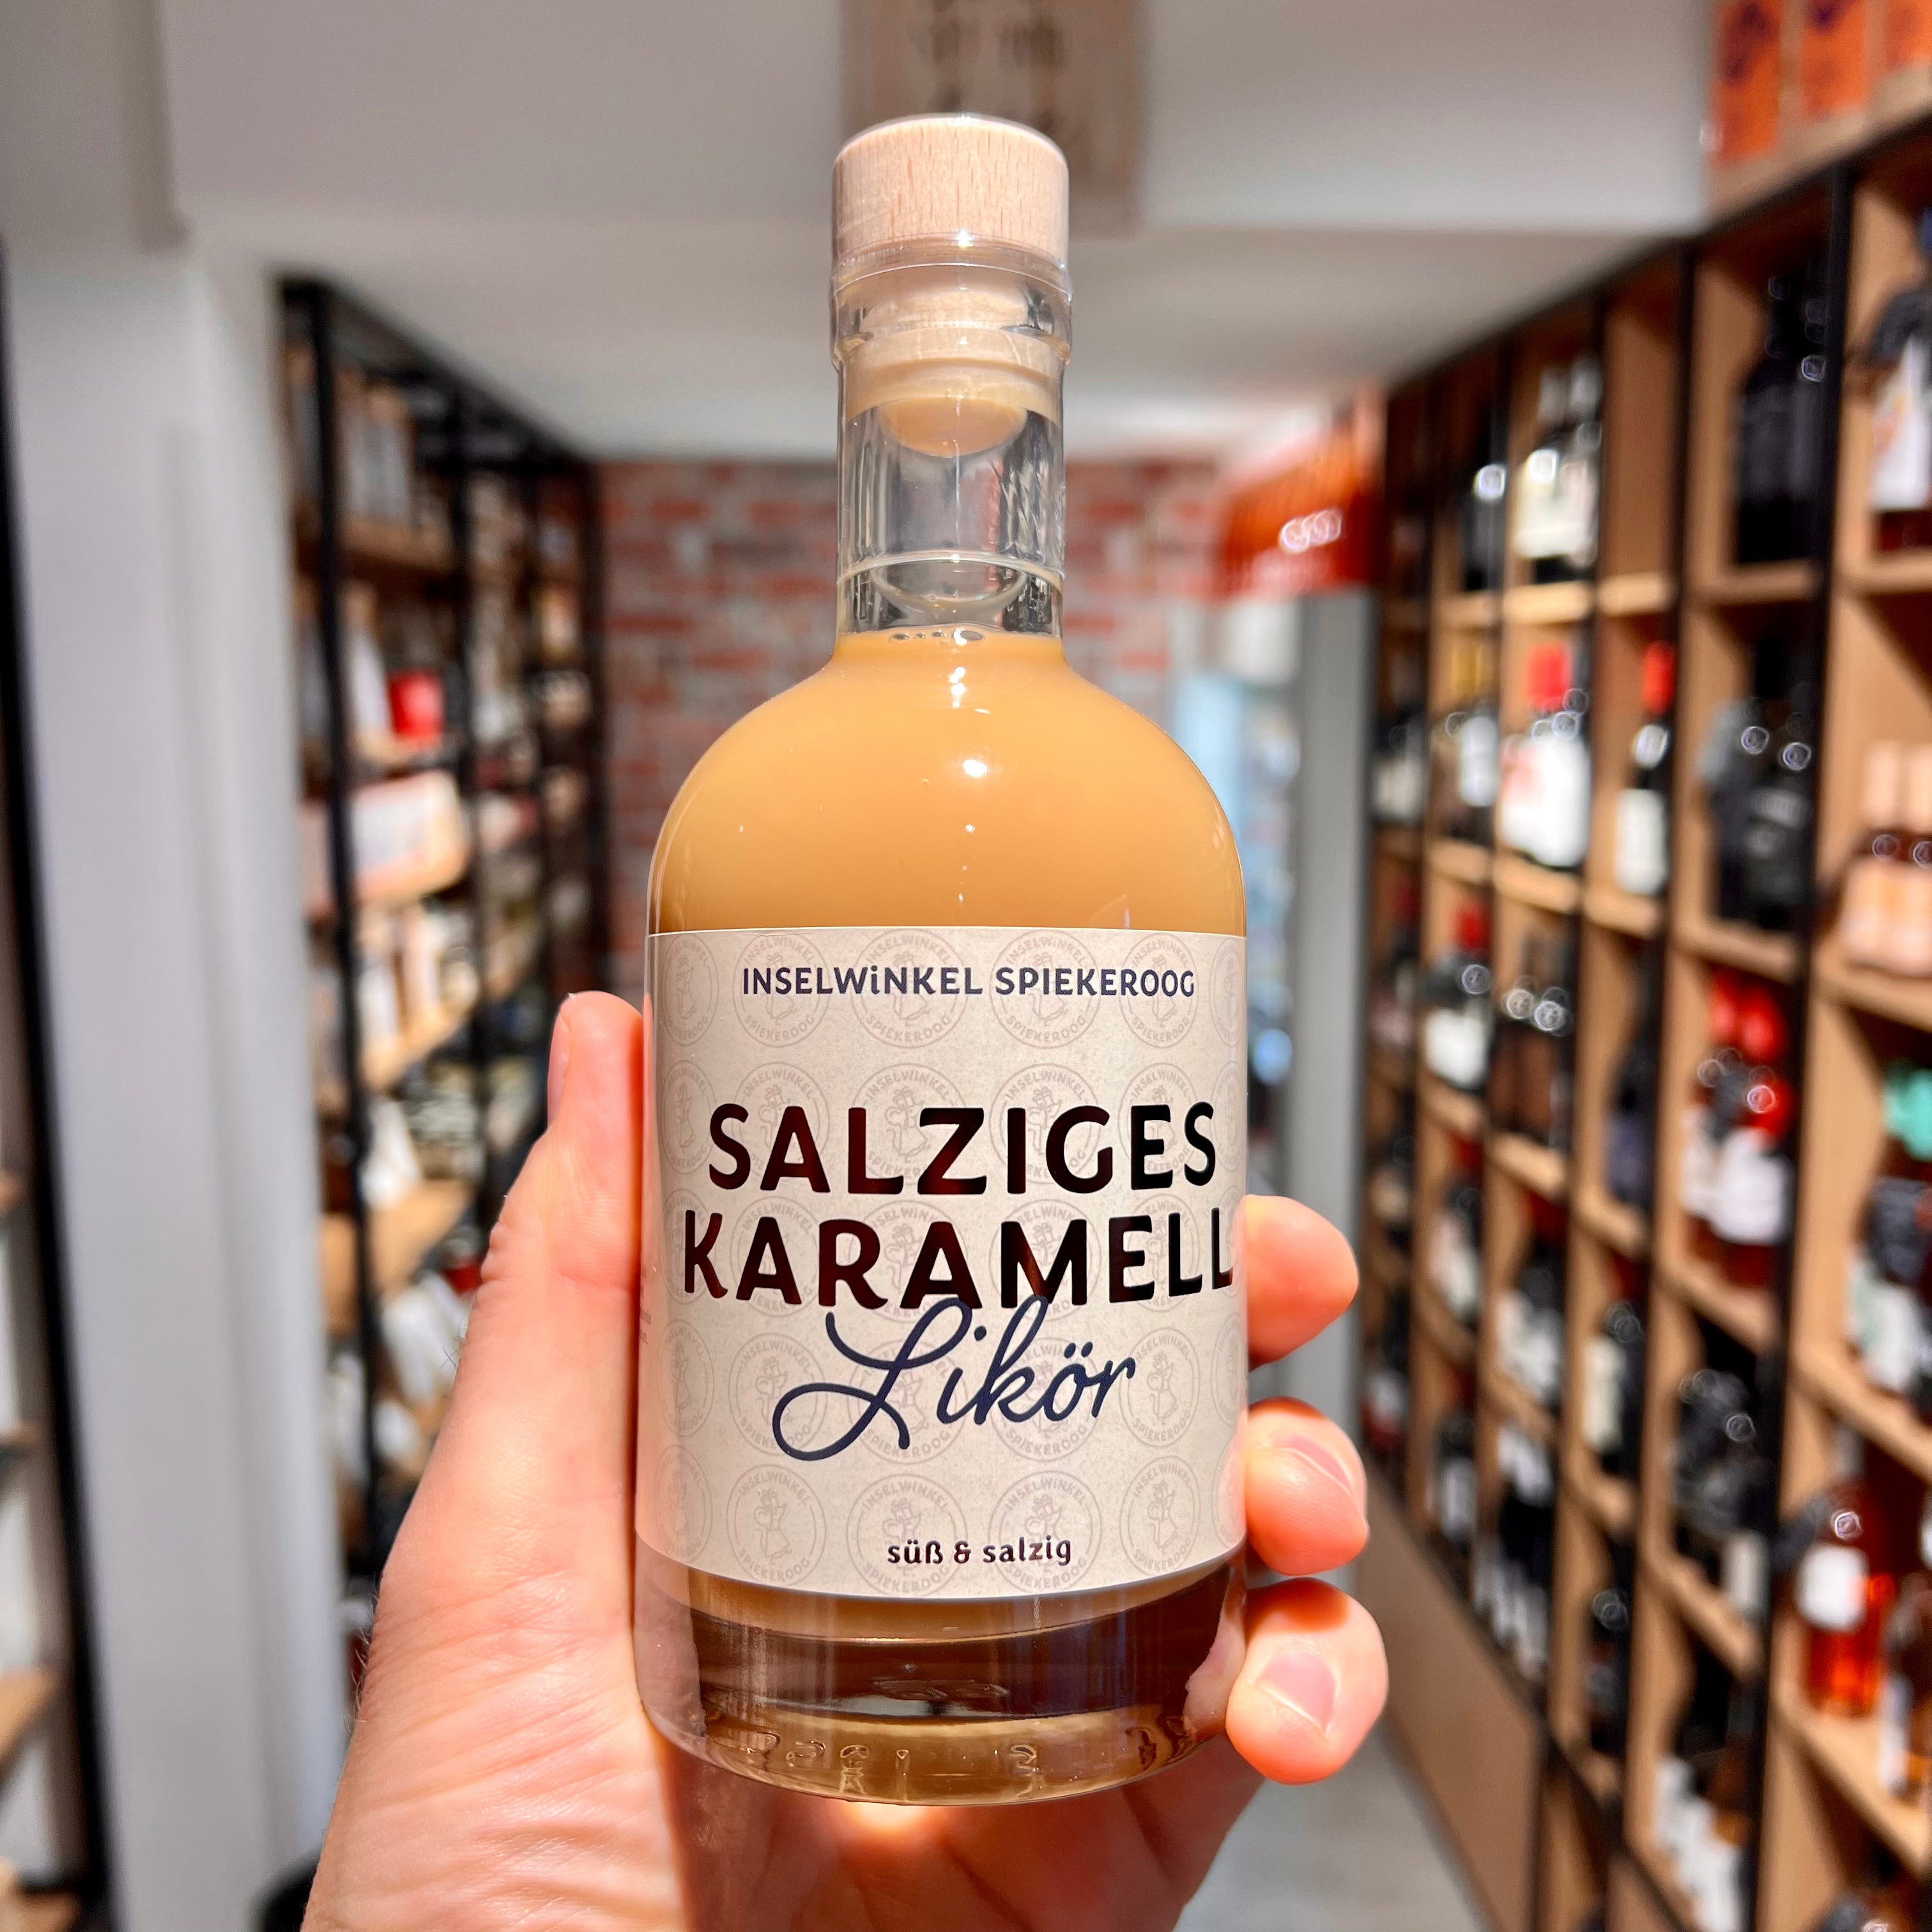 INSELWiNKEL SPIEKEROOG
SALZIGES
KARAMELL
Likör
süß & salzig